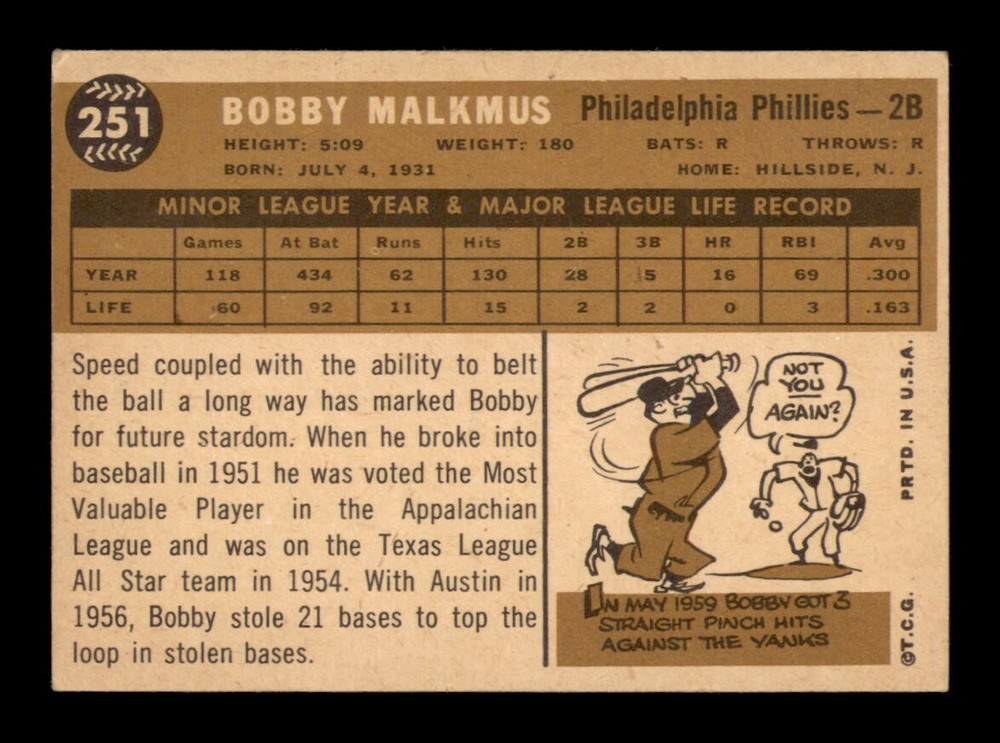 251
BOBBY MALKMUS Philadelphia Phillies — 2B
HEIGHT: 5:09 WEIGHT: 180 BATS: R THROWS: R
BORN: JULY 4, 1931 HOME: HILLSIDE, N. J.
MINOR LEAGUE YEAR & MAJOR LEAGUE LIFE RECORD
Games At Bat Runs Hits 2B 3B HR RBI Avg
YEAR 118 434 62 130 28 5 16 69 .300
LIFE 60 92 11 15 2 2 0 3 .163
Speed coupled with the ability to belt
the ball a long way has marked Bobby
for future stardom. When he broke into
baseball in 1951 he was voted the Most
Valuable Player in the Appalachian
League and was on the Texas League
All Star team in 1954. With Austin in
1956, Bobby stole 21 bases to top the
loop in stolen bases.
NOT
YOU
AGAIN?
IN MAY 1959 BOBBY GOT 3
STRAIGHT PINCH HITS
AGAINST THE YANKS
©T.C.G. PRTD. IN U.S.A.